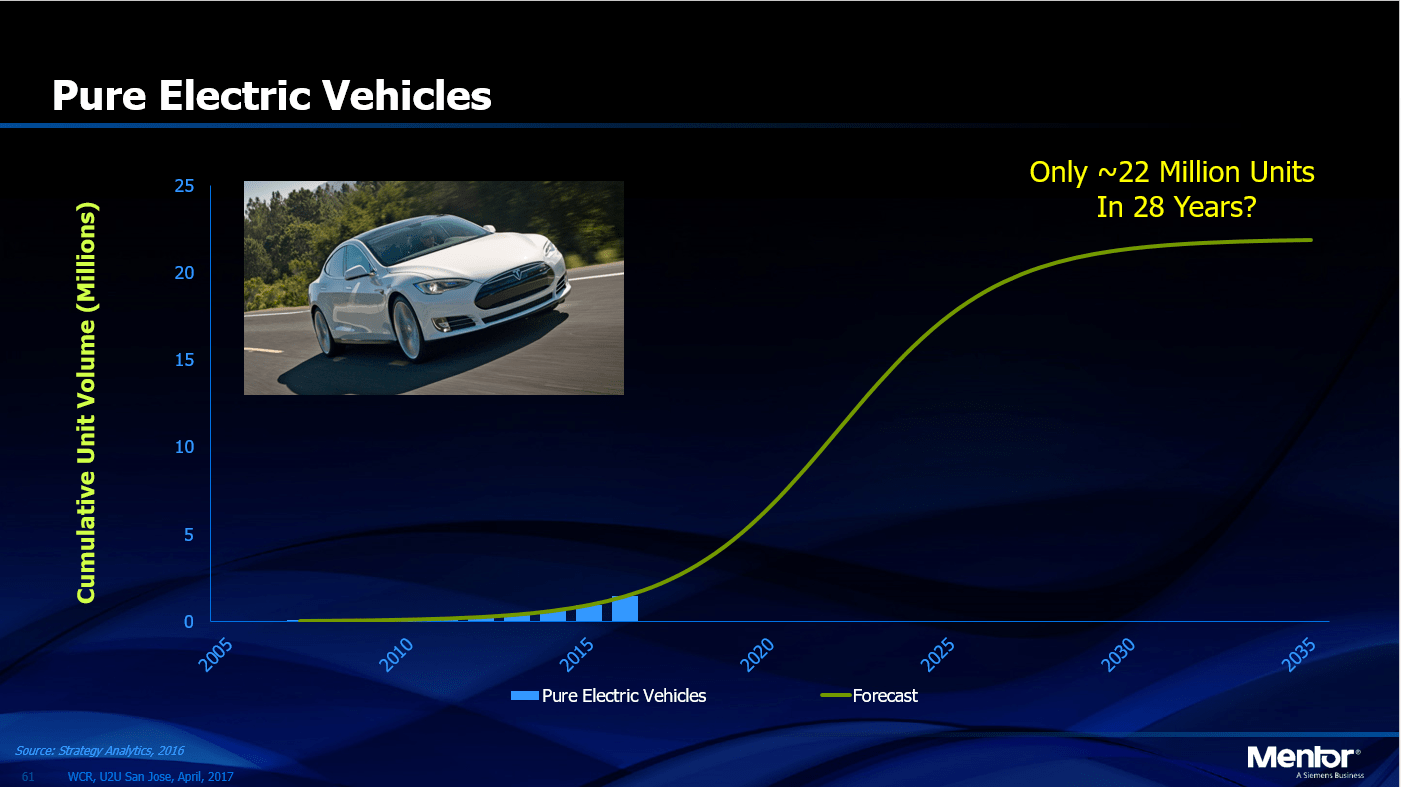 Pure Electric Vehicles
Only ~22 Million Units
In 28 Years?
Cumulative Unit Volume (Millions)
25
20
15
10
5
0
2005
2010
2015
2020
2025
2030
2035
Pure Electric Vehicles
Forecast
Source: Strategy Analytics, 2016
61
WCR, U2U San Jose, April, 2017
Mentor®
A Siemens Business